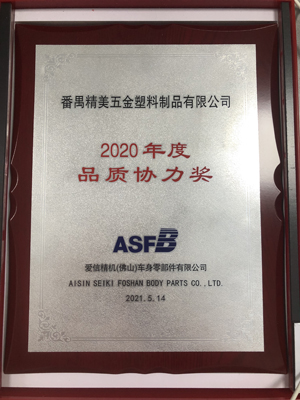 番禺精美五金塑料制品有限公司
2020年度
品质协力奖
ASFB
爱信精机(佛山)车身零部件有限公司
AISIN SEIKI FOSHAN BODY PARTS CO.,LTD.
2021.5.14